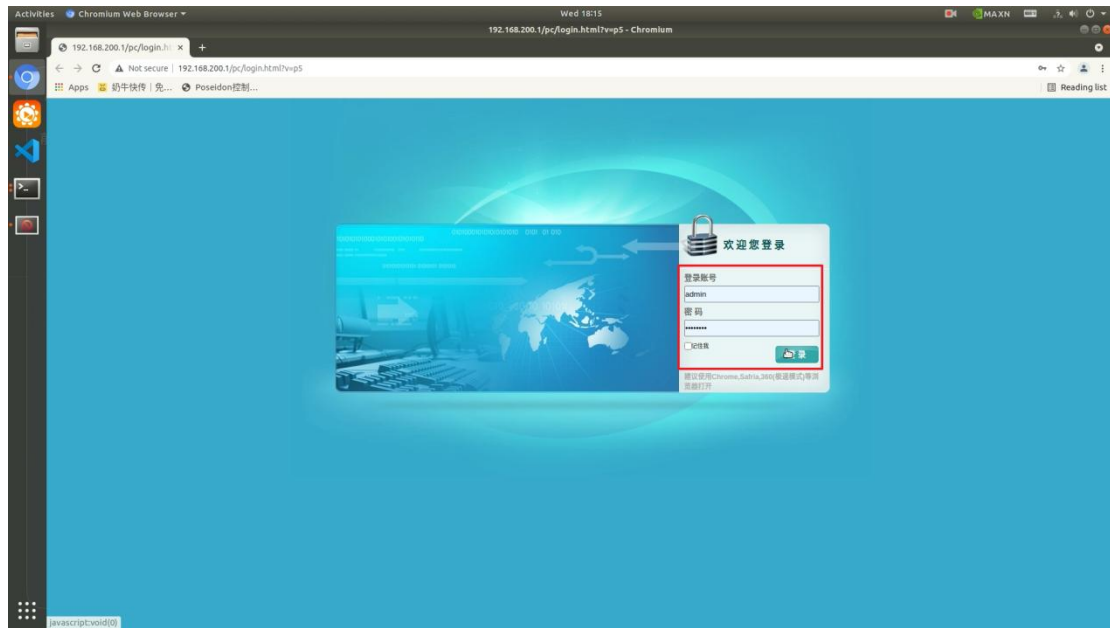 Activities Chromium Web Browser Wed 18:15 MAXN
192.168.200.1/pc/login.html?v=p5 - Chromium
192.168.200.1/pc/login.h
Not secure 192.168.200.1/pc/login.html?v=p5
Apps 奶牛快传 | 免... Poseidon控制... Reading list
欢迎您登录
登录账号
admin
密 码
记住我
录
建议使用Chrome,Safria,360(极速模式)等浏
览器打开
javascript:void(0)